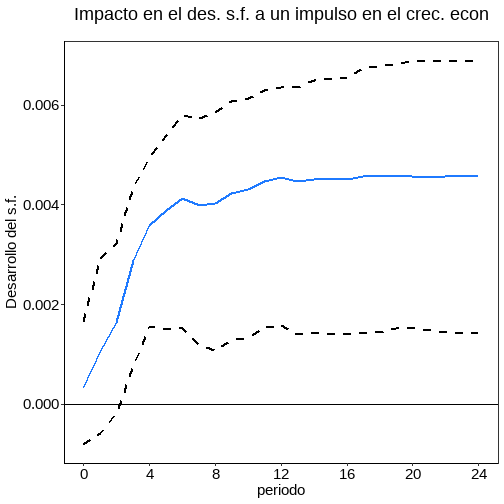 Impacto en el des. s.f. a un impulso en el crec. econ
Desarrollo del s.f.
0.006
0.004
0.002
0.000
0 4 8 12 16 20 24
periodo